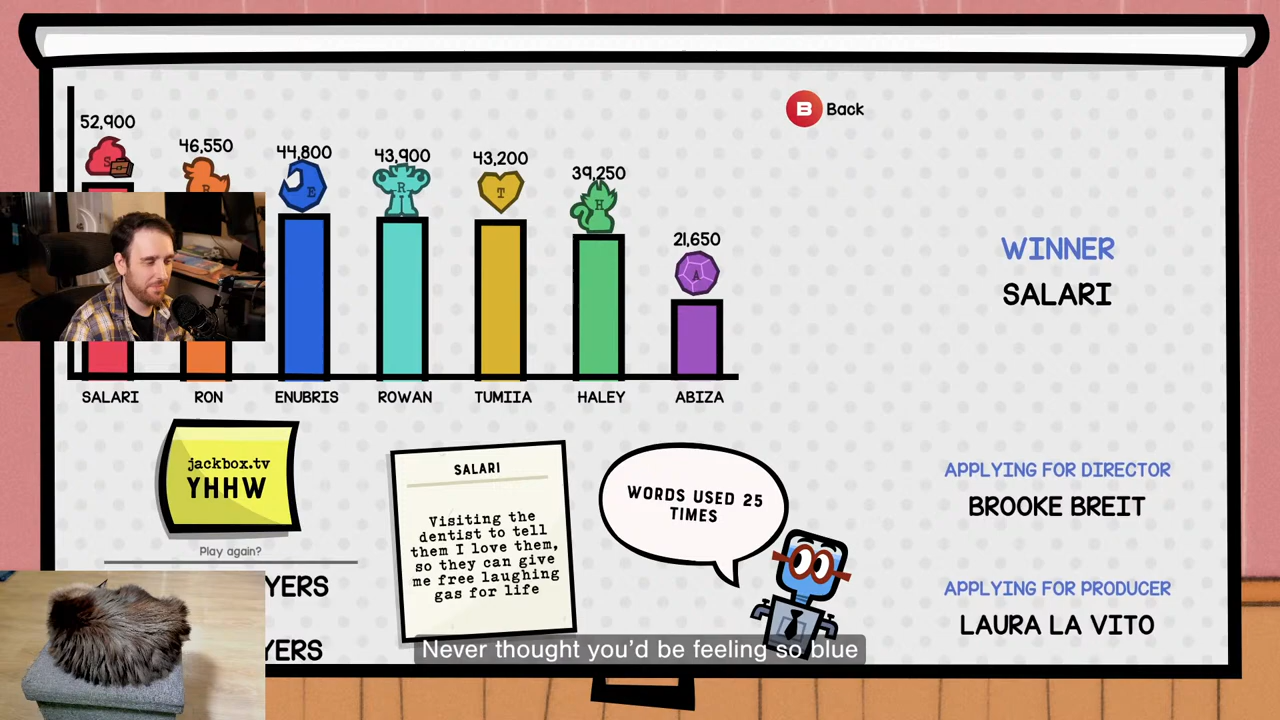 52,900
46,550
44,800
43,900
43,200
39,250
21,650
S
R
E
R
T
H
A
B Back
SALARI
RON
ENUBRIS
ROWAN
TUMIIA
HALEY
ABIZA
WINNER
SALARI
jackbox.tv
YHHW
Play again?
YERS
YERS
SALARI
Visiting the
dentist to tell
them I love them,
so they can give
me free laughing
gas for life
WORDS USED 25
TIMES
APPLYING FOR DIRECTOR
BROOKE BREIT
APPLYING FOR PRODUCER
LAURA LA VITO
Never thought you'd be feeling so blue